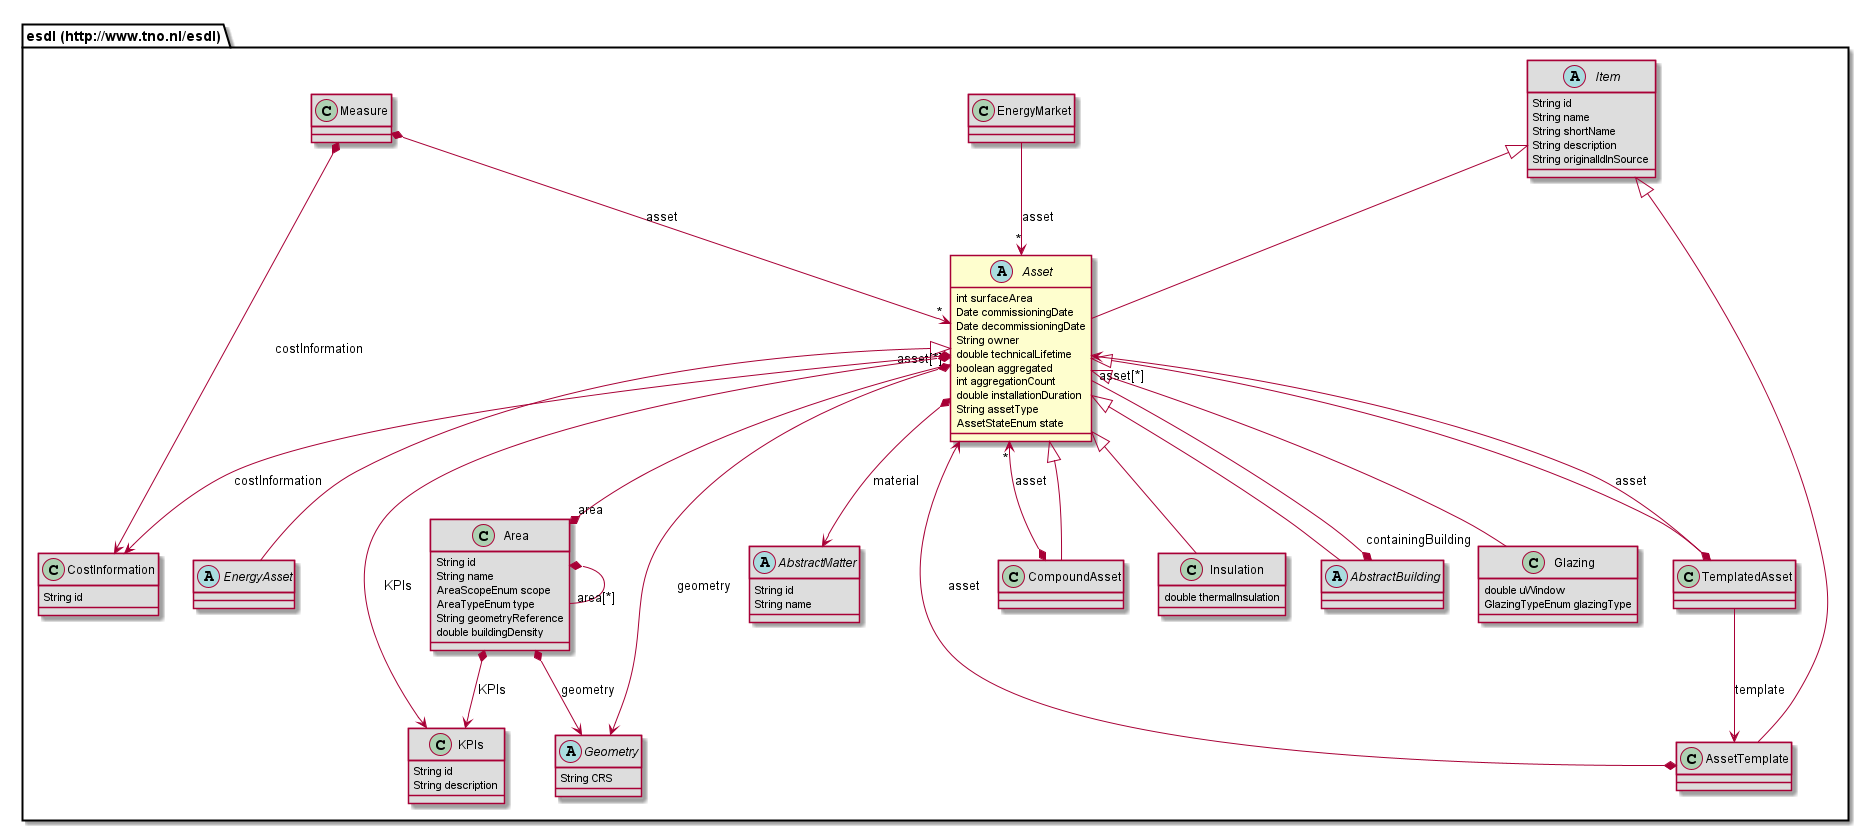 esdl (http://www.tno.nl/esdl)
A Item
String id
String name
String shortName
String description
String originalIdInSource
C Measure
C EnergyMarket
asset
asset
*
A Asset
int surfaceArea
Date commissioningDate
Date decommissioningDate
String owner
double technicalLifetime
boolean aggregated
int aggregationCount
double installationDuration
String assetType
AssetStateEnum state
*
costInformation
asset[*]
asset[*]
*
costInformation
material
asset
asset
area
containingBuilding
C CostInformation
String id
A EnergyAsset
C Area
String id
String name
AreaScopeEnum scope
AreaTypeEnum type
String geometryReference
double buildingDensity
area[*]
A AbstractMatter
String id
String name
C CompoundAsset
C Insulation
double thermalInsulation
A AbstractBuilding
C Glazing
double uWindow
GlazingTypeEnum glazingType
C TemplatedAsset
KPIs
geometry
asset
KPIs
geometry
template
C KPIs
String id
String description
A Geometry
String CRS
C AssetTemplate